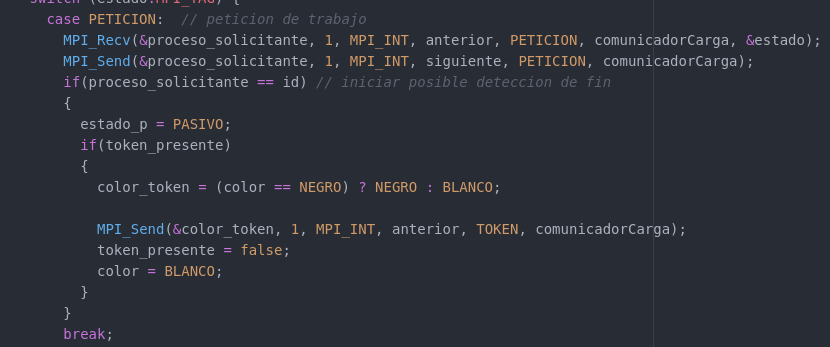 switch (estado.MPI_TAG) {
case PETICION:  // peticion de trabajo
MPI_Recv(&proceso_solicitante, 1, MPI_INT, anterior, PETICION, comunicadorCarga, &estado);
MPI_Send(&proceso_solicitante, 1, MPI_INT, siguiente, PETICION, comunicadorCarga);
if(proceso_solicitante == id) // iniciar posible deteccion de fin
{
estado_p = PASIVO;
if(token_presente)
{
color_token = (color == NEGRO) ? NEGRO : BLANCO;
MPI_Send(&color_token, 1, MPI_INT, anterior, TOKEN, comunicadorCarga);
token_presente = false;
color = BLANCO;
}
}
break;